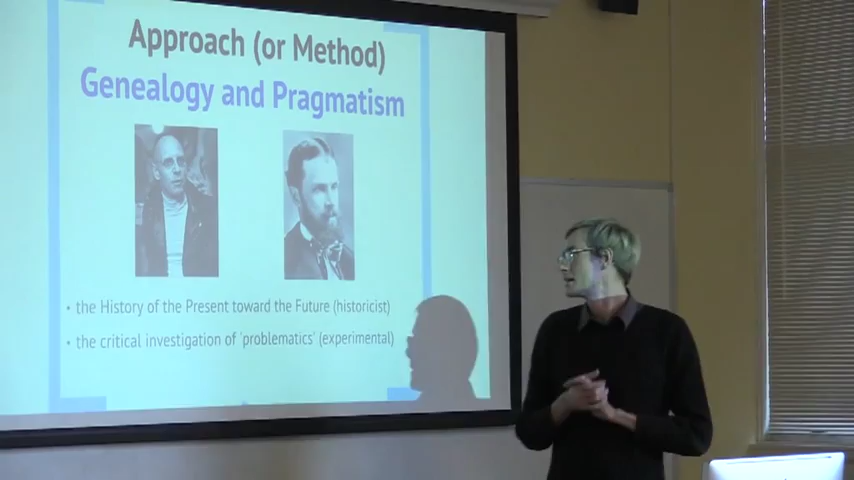 Approach (or Method)
Genealogy and Pragmatism
• the History of the Present toward the Future (historicist)
• the critical investigation of 'problematics' (experimental)